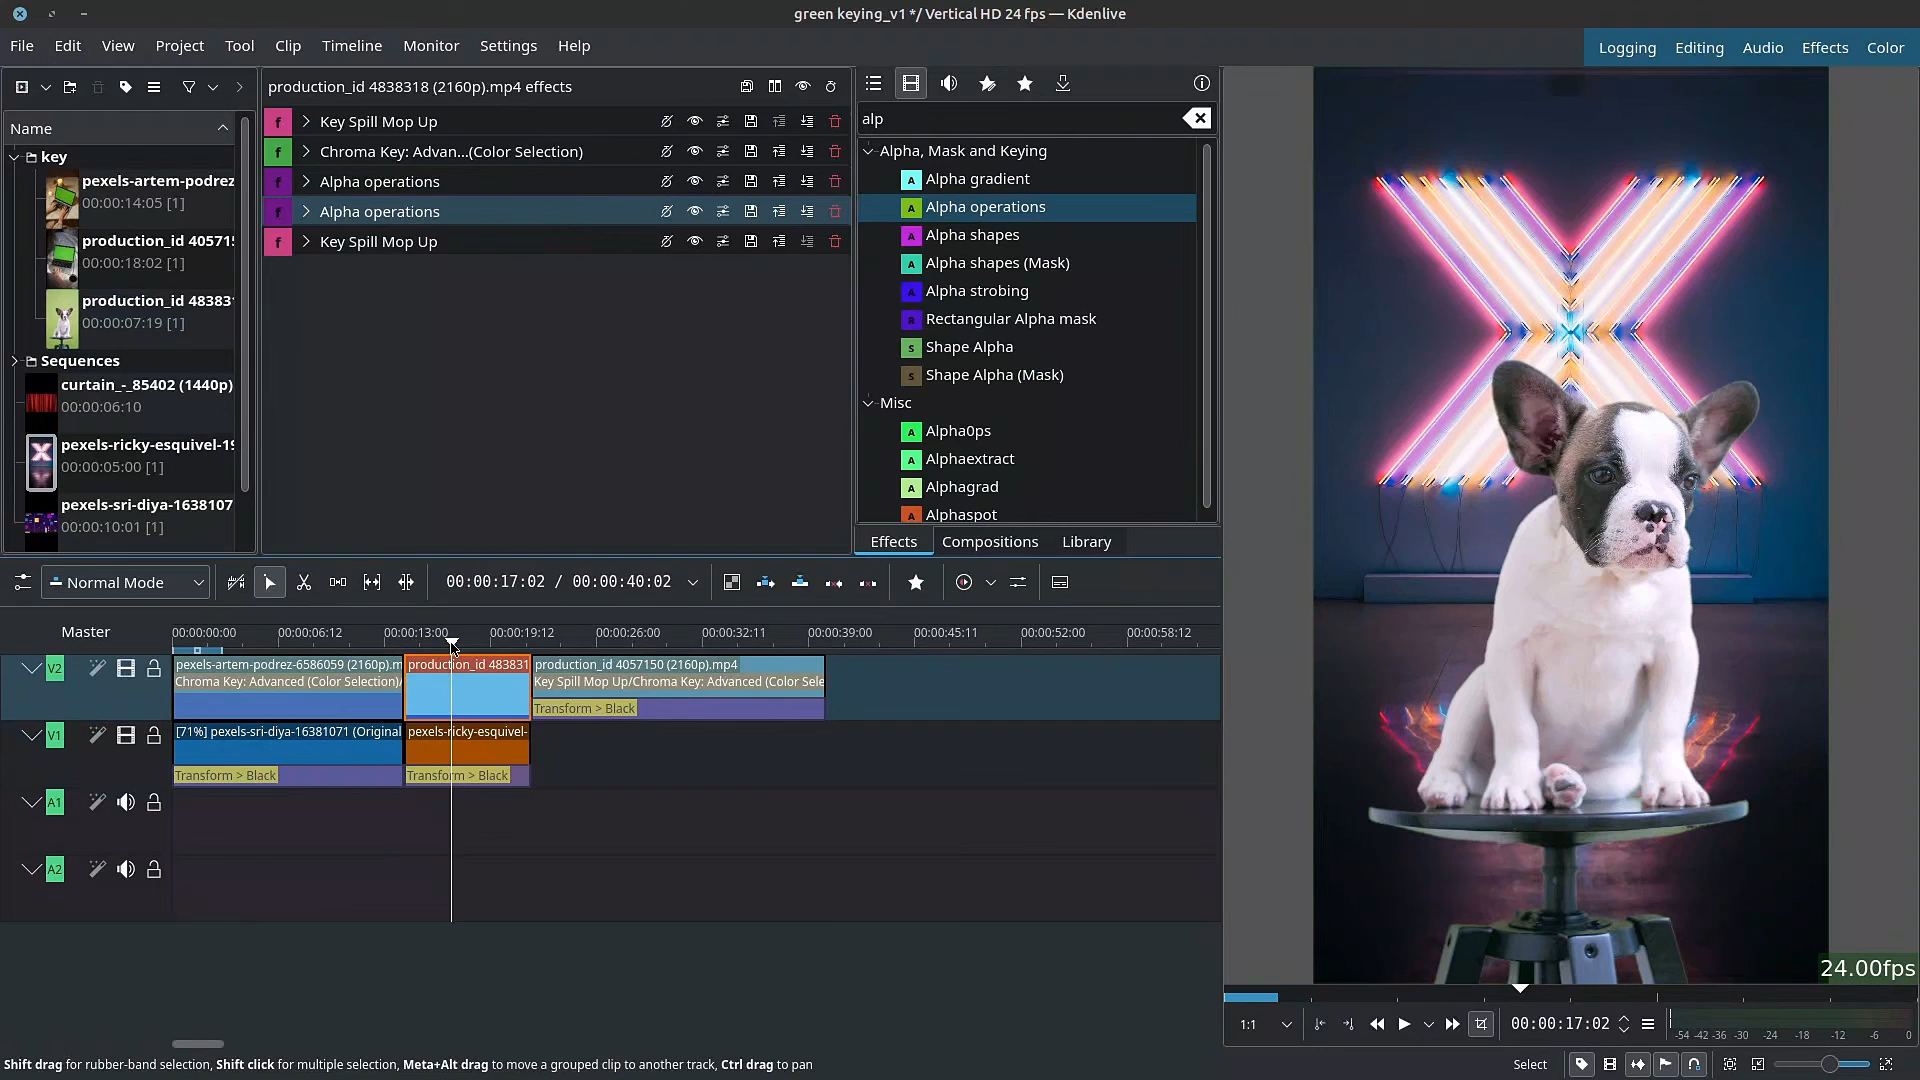 green keying_v1 */ Vertical HD 24 fps — Kdenlive
File Edit View Project Tool Clip Timeline Monitor Settings Help
Logging Editing Audio Effects Color
Name
key
pexels-artem-podrez
00:00:14:05 [1]
production_id 40571
00:00:18:02 [1]
production_id 48383
00:00:07:19 [1]
Sequences
curtain_-_85402 (1440p)
00:00:06:10
pexels-ricky-esquivel-19
00:00:05:00 [1]
pexels-sri-diya-1638107
00:00:10:01 [1]
production_id 4838318 (2160p).mp4 effects
f Key Spill Mop Up
f Chroma Key: Advan...(Color Selection)
f Alpha operations
f Alpha operations
f Key Spill Mop Up
alp
Alpha, Mask and Keying
A Alpha gradient
A Alpha operations
A Alpha shapes
A Alpha shapes (Mask)
A Alpha strobing
R Rectangular Alpha mask
S Shape Alpha
S Shape Alpha (Mask)
Misc
A Alpha0ps
A Alphaextract
A Alphagrad
A Alphaspot
Effects Compositions Library
Normal Mode
00:00:17:02 / 00:00:40:02
Master
00:00:00:00 00:00:06:12 00:00:13:00 00:00:19:12 00:00:26:00 00:00:32:11 00:00:39:00 00:00:45:11 00:00:52:00 00:00:58:12
V2
pexels-artem-podrez-6586059 (2160p).m
Chroma Key: Advanced (Color Selection)/
production_id 483831
production_id 4057150 (2160p).mp4
Key Spill Mop Up/Chroma Key: Advanced (Color Sele
Transform > Black
V1
[71%] pexels-sri-diya-16381071 (Original
Transform > Black
pexels-ricky-esquivel-
Transform > Black
A1
A2
24.00fps
1:1
00:00:17:02
-54 -42 -36 -30 -24 -18 -12 -6 0
Shift drag for rubber-band selection, Shift click for multiple selection, Meta+Alt drag to move a grouped clip to another track, Ctrl drag to pan
Select